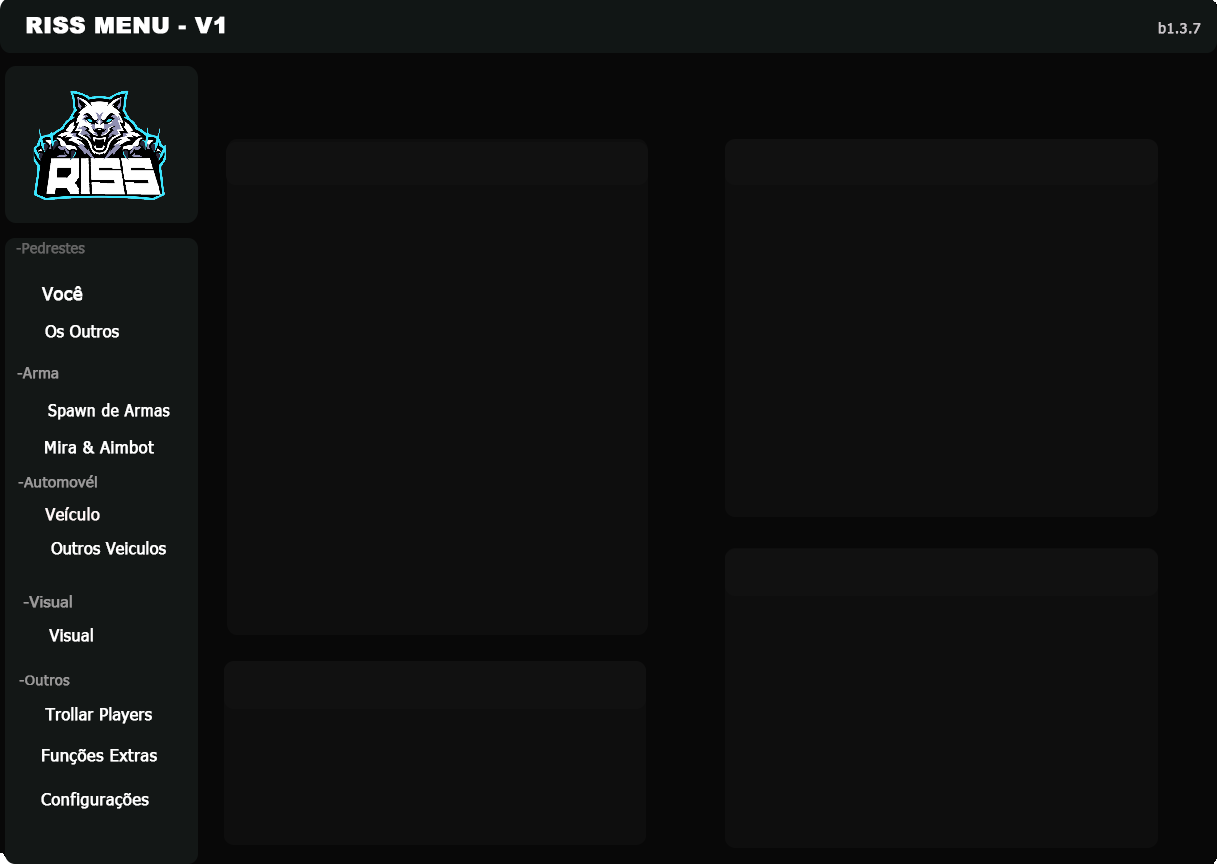 RISS MENU - V1
b1.3.7
RISS
-Pedrestes
Você
Os Outros
-Arma
Spawn de Armas
Mira & Aimbot
-Automovél
Veículo
Outros Veiculos
-Visual
Visual
-Outros
Trollar Players
Funções Extras
Configurações